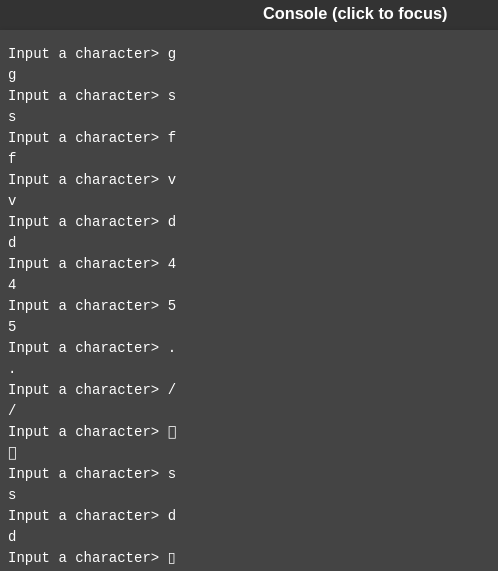 Console (click to focus)
Input a character> g
g
Input a character> s
s
Input a character> f
f
Input a character> v
v
Input a character> d
d
Input a character> 4
4
Input a character> 5
5
Input a character> .
.
Input a character> /
/
Input a character> 
Input a character> s
s
Input a character> d
d
Input a character> ▯